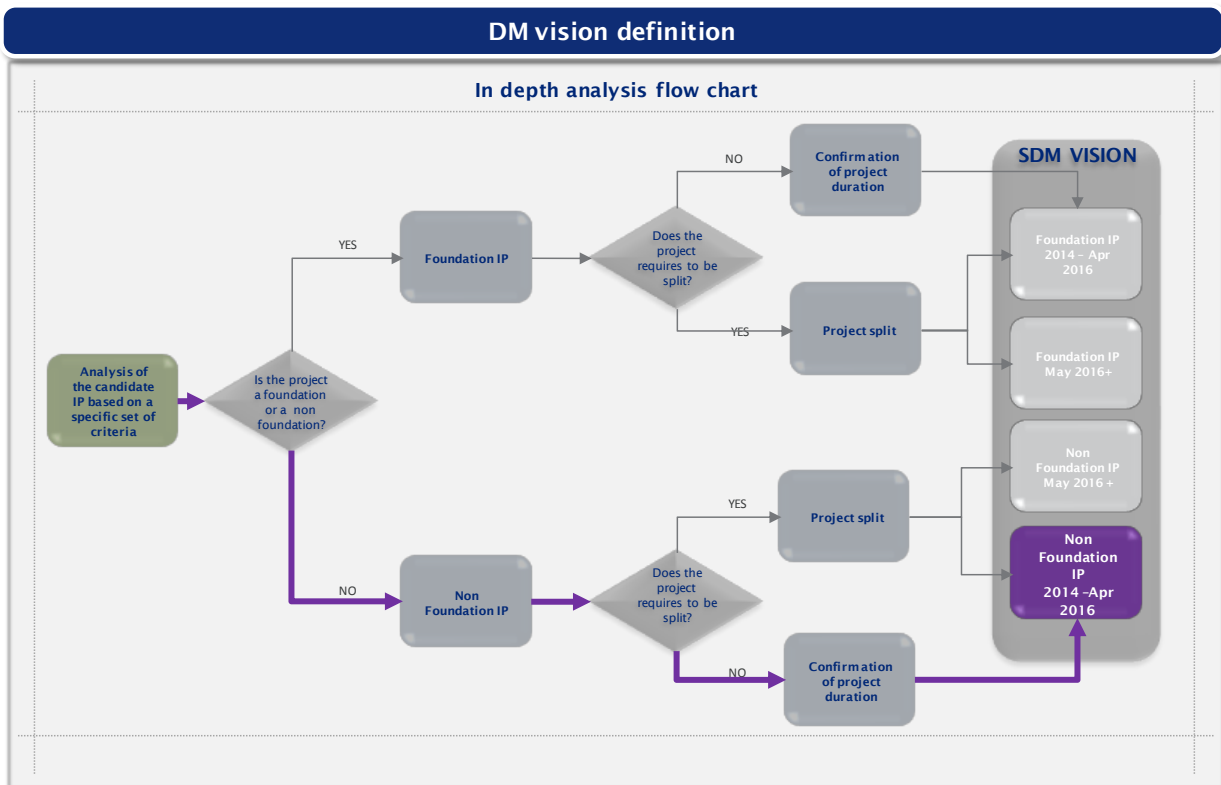 DM vision definition
In depth analysis flow chart
Analysis of
the candidate
IP based on a
specific set of
criteria
Is the project
a foundation
or a non
foundation?
YES
Foundation IP
Does the
project
requires to be
split?
NO
Confirmation
of project
duration
YES
Project split
NO
Non
Foundation IP
Does the
project
requires to be
split?
YES
Project split
NO
Confirmation
of project
duration
SDM VISION
Foundation IP
2014 – Apr
2016
Foundation IP
May 2016+
Non
Foundation IP
May 2016 +
Non
Foundation
IP
2014 –Apr
2016